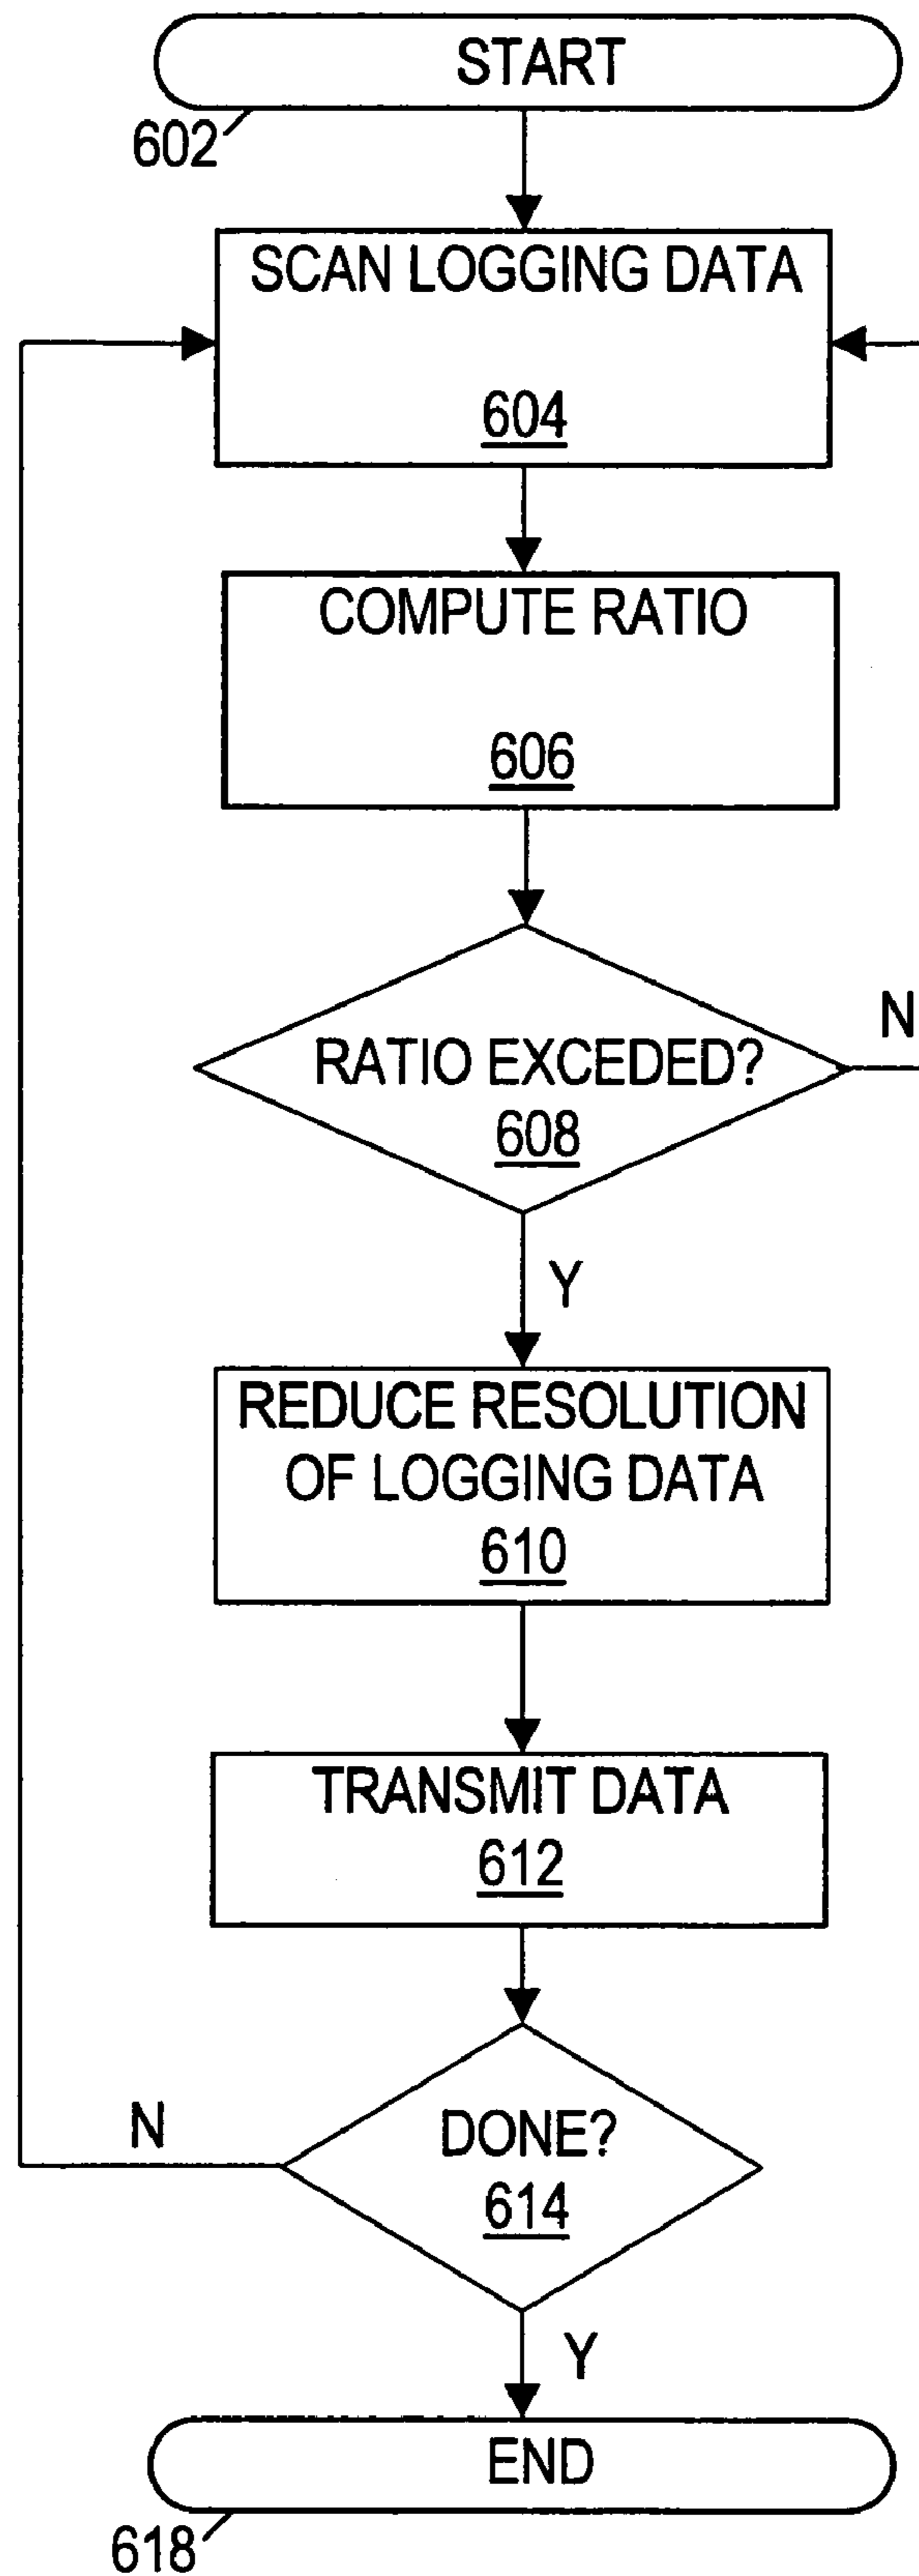 START
602
SCAN LOGGING DATA
604
COMPUTE RATIO
606
RATIO EXCEDED?
608
N
Y
REDUCE RESOLUTION
OF LOGGING DATA
610
TRANSMIT DATA
612
N
DONE?
614
Y
END
618